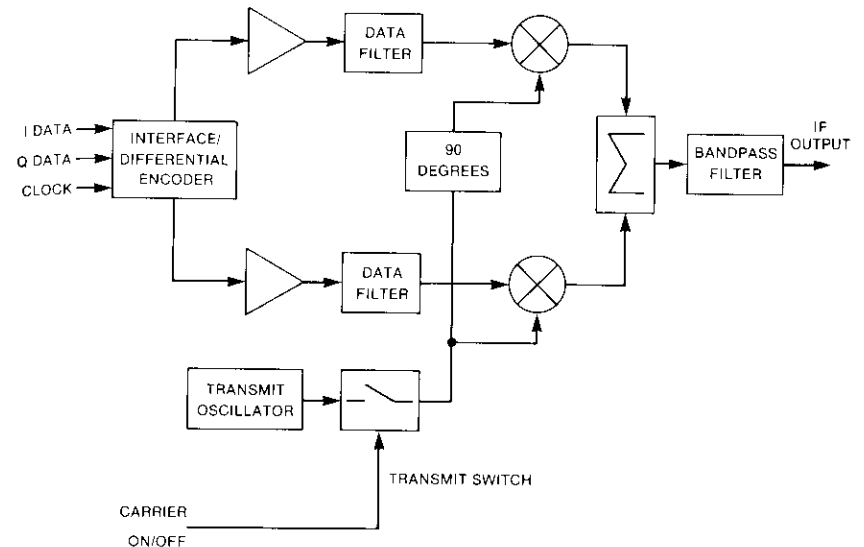 DATA
FILTER
I DATA
Q DATA
CLOCK
INTERFACE/
DIFFERENTIAL
ENCODER
90
DEGREES
Σ
BANDPASS
FILTER
IF
OUTPUT
DATA
FILTER
TRANSMIT
OSCILLATOR
TRANSMIT SWITCH
CARRIER
ON/OFF